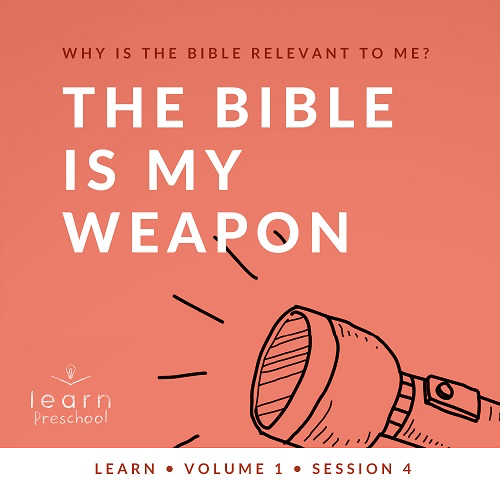 WHY IS THE BIBLE RELEVANT TO ME?
THE BIBLE
IS MY
WEAPON
learn
Preschool
LEARN • VOLUME 1 • SESSION 4